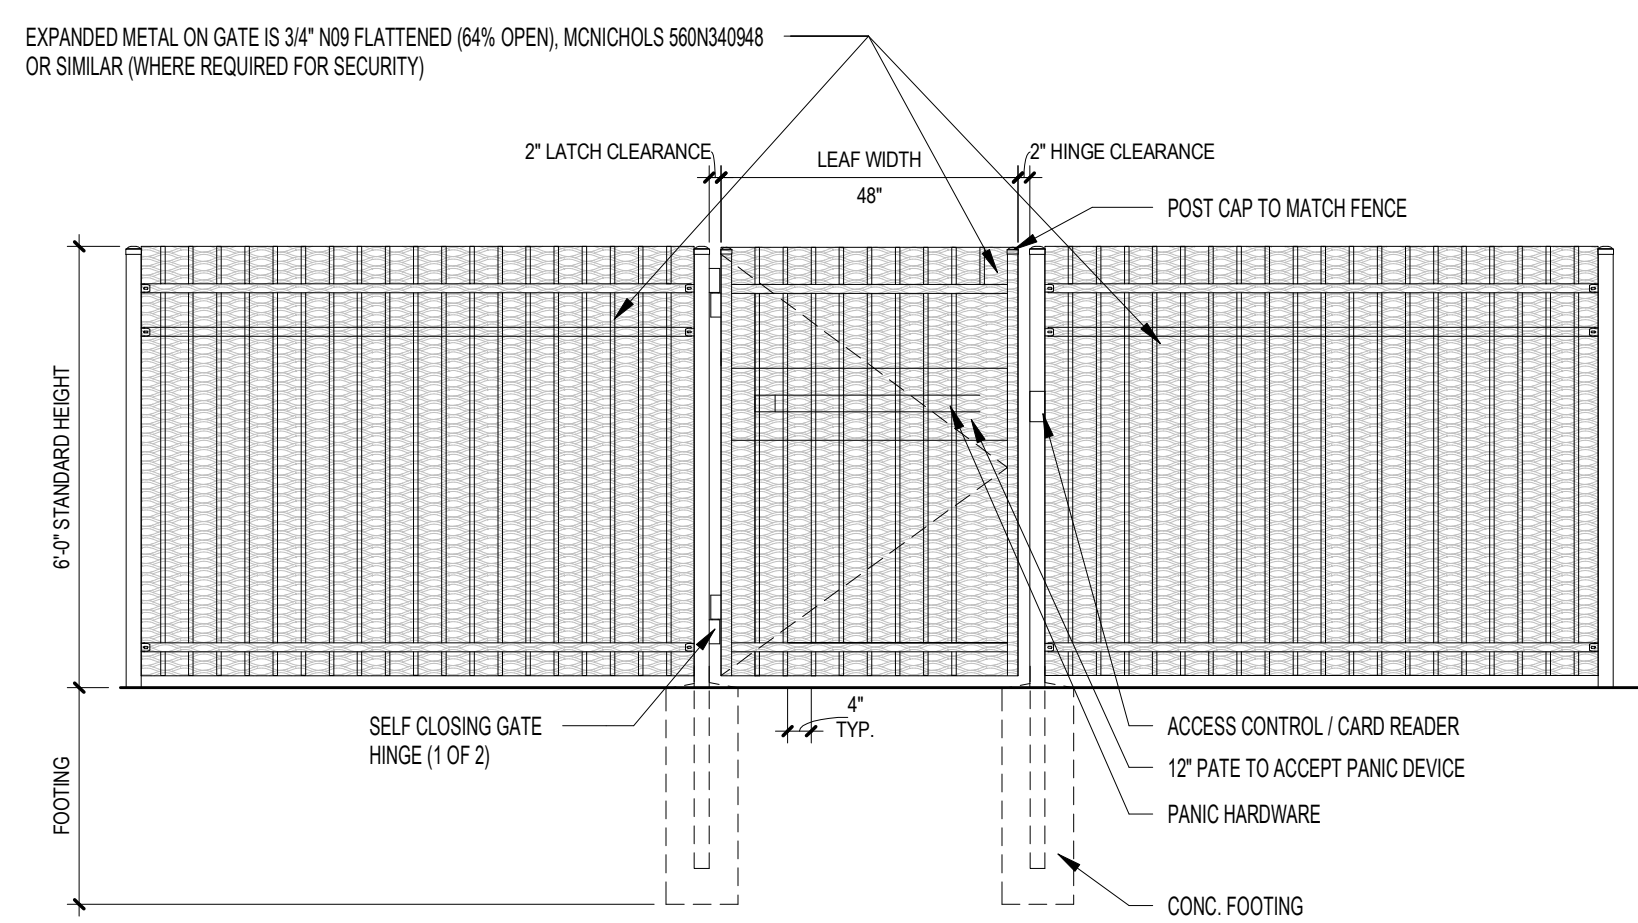 EXPANDED METAL ON GATE IS 3/4" N09 FLATTENED (64% OPEN), MCNICHOLS 560N340948
OR SIMILAR (WHERE REQUIRED FOR SECURITY)
2" LATCH CLEARANCE
LEAF WIDTH
48"
2" HINGE CLEARANCE
POST CAP TO MATCH FENCE
6'-0" STANDARD HEIGHT
FOOTING
SELF CLOSING GATE
HINGE (1 OF 2)
4"
TYP.
ACCESS CONTROL / CARD READER
12" PATE TO ACCEPT PANIC DEVICE
PANIC HARDWARE
CONC. FOOTING